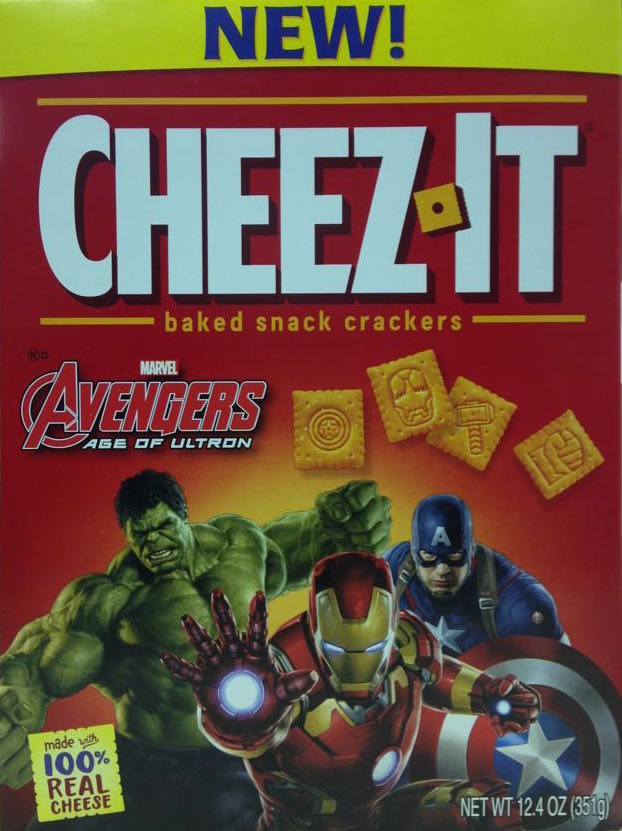 NEW!
CHEEZ-IT
baked snack crackers
K D
MARVEL
AVENGERS
AGE OF ULTRON
A
made with
100%
REAL
CHEESE
NET WT 12.4 OZ (351g)